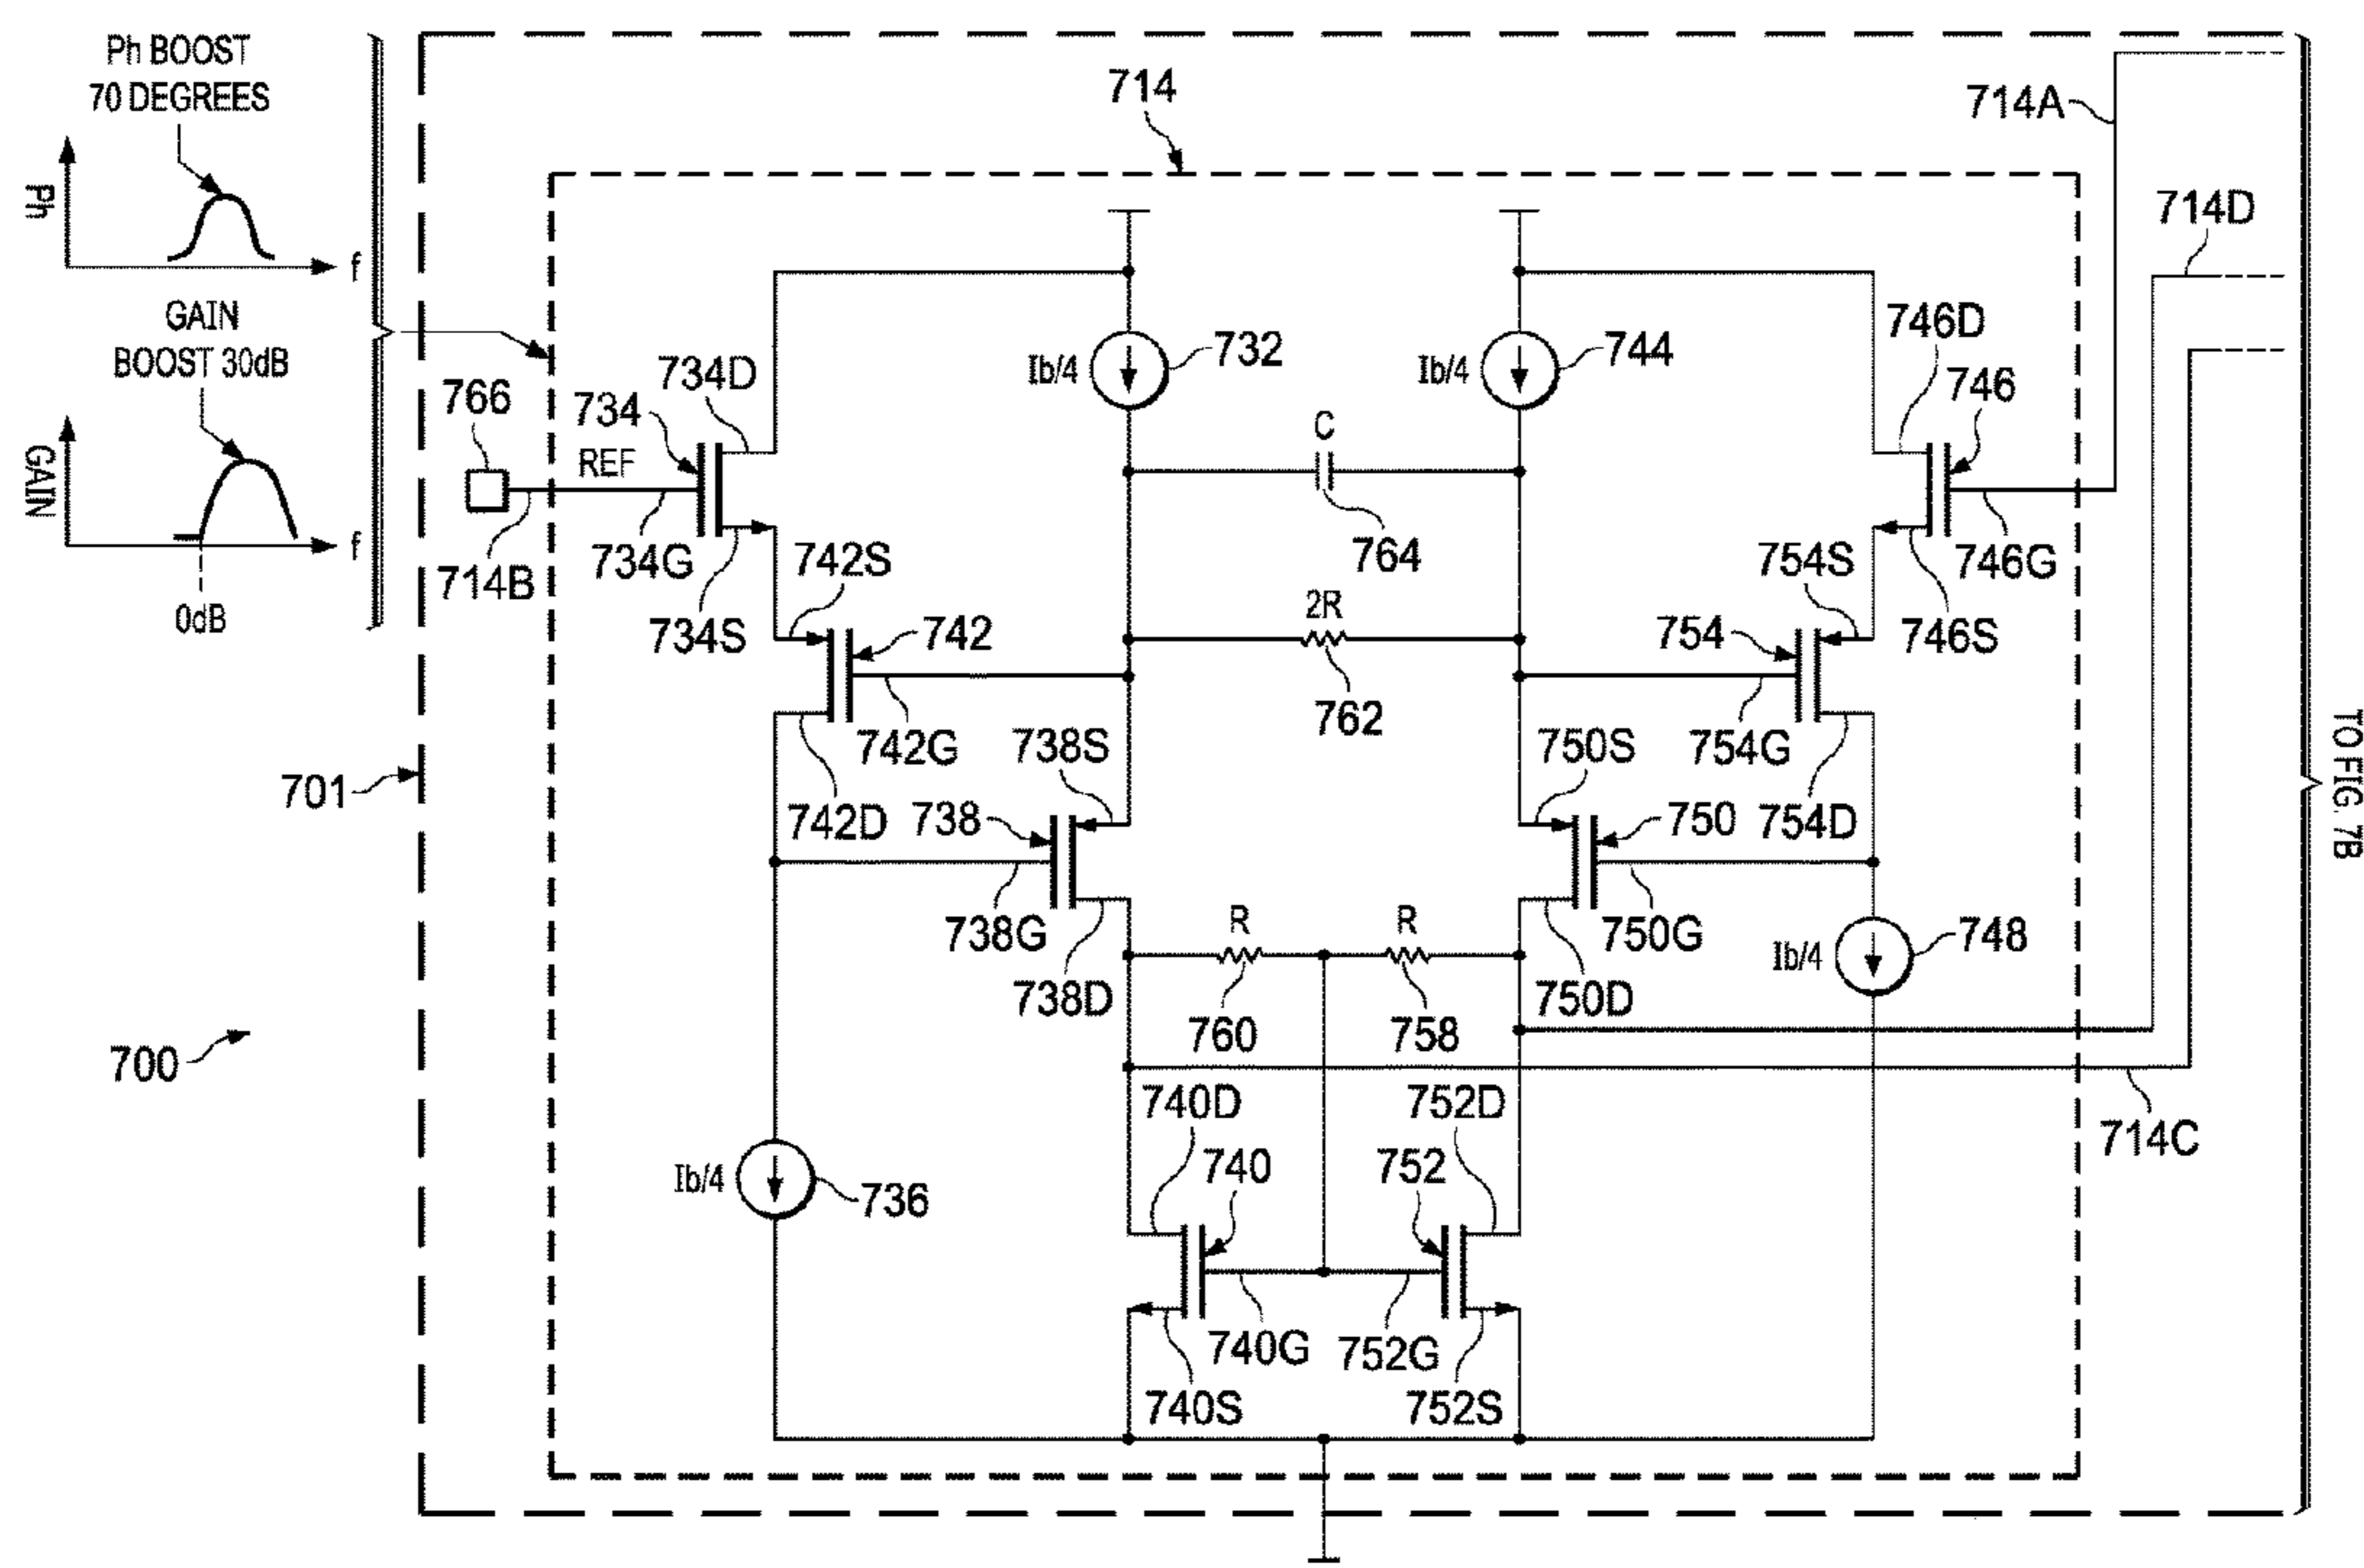 Ph BOOST
70 DEGREES
Ph
f
GAIN
BOOST 30dB
GAIN
f
0dB
766
714B
REF
734
734D
734G
734S
714
714A
714D
Ib/4
732
Ib/4
744
746D
746
746G
746S
C
764
2R
762
742S
742
742G
742D
754S
754
754G
754D
701
738S
738
738G
738D
750S
750
750G
750D
R
760
R
758
Ib/4
748
700
714C
Ib/4
736
740D
740
740G
740S
752D
752
752G
752S
TO FIG. 7B